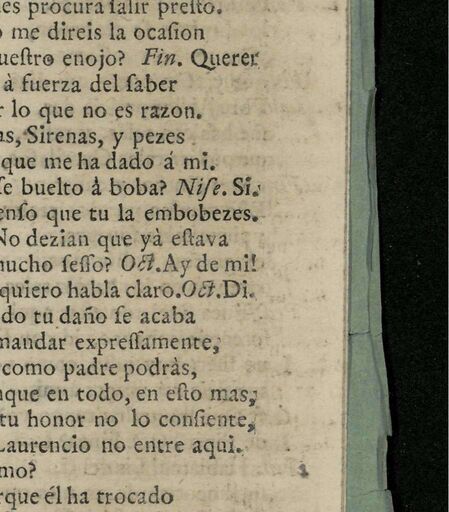 es procura ſalir preſto.
o me direis la ocaſion
ueſtro enojo? Fin. Querer
à fuerza del ſaber
r lo que no es razon.
as, Sirenas, y pezes
que me ha dado á mi.
ſe buelto à boba? Niſe. Si.
enſo que tu la embobezes.
No dezian que yà eſtava
mucho ſeſſo? Oct. Ay de mi!
quiero habla claro. Oct. Di.
do tu daño ſe acaba
mandar expreſſamente,
como padre podràs,
nque en todo, en eſto mas,
tu honor no lo conſiente,
Laurencio no entre aqui.
mo?
rque él ha trocado